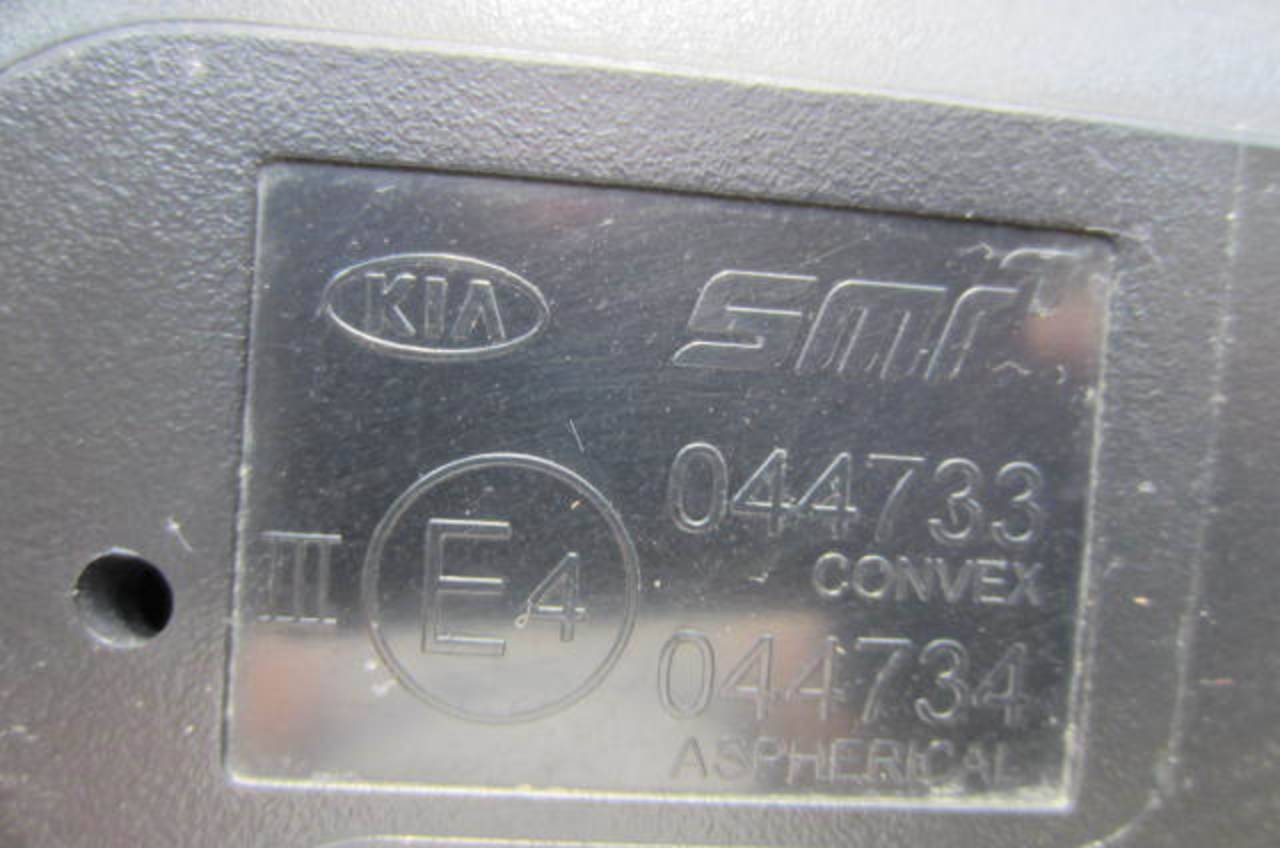 KIA SMR
044733
CONVEX
III E4
044734
ASPHERICAL